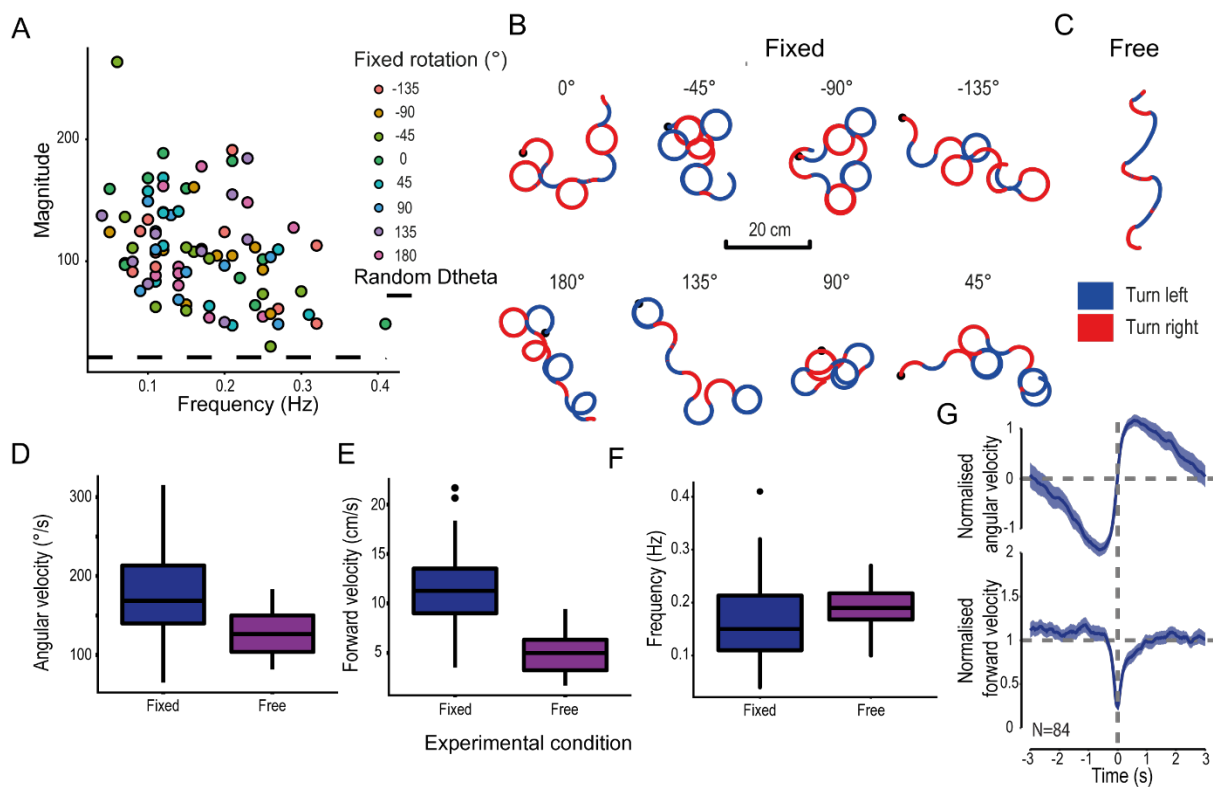 A
Magnitude
200
100
0.1
0.2
0.3
0.4
Frequency (Hz)
Fixed rotation (°)
-135
-90
-45
0
45
90
135
180
Random Dtheta
B
Fixed
0°
-45°
-90°
-135°
20 cm
180°
135°
90°
45°
C
Free
Turn left
Turn right
D
Angular velocity (°/s)
300
200
100
Fixed
Free
E
Forward velocity (cm/s)
20
15
10
5
Fixed
Free
Experimental condition
F
Frequency (Hz)
0.4
0.3
0.2
0.1
Fixed
Free
G
Normalised
angular velocity
1
0
-1
Normalised
forward velocity
2
1.5
1
0.5
0
N=84
-3
-2
-1
0
1
2
3
Time (s)